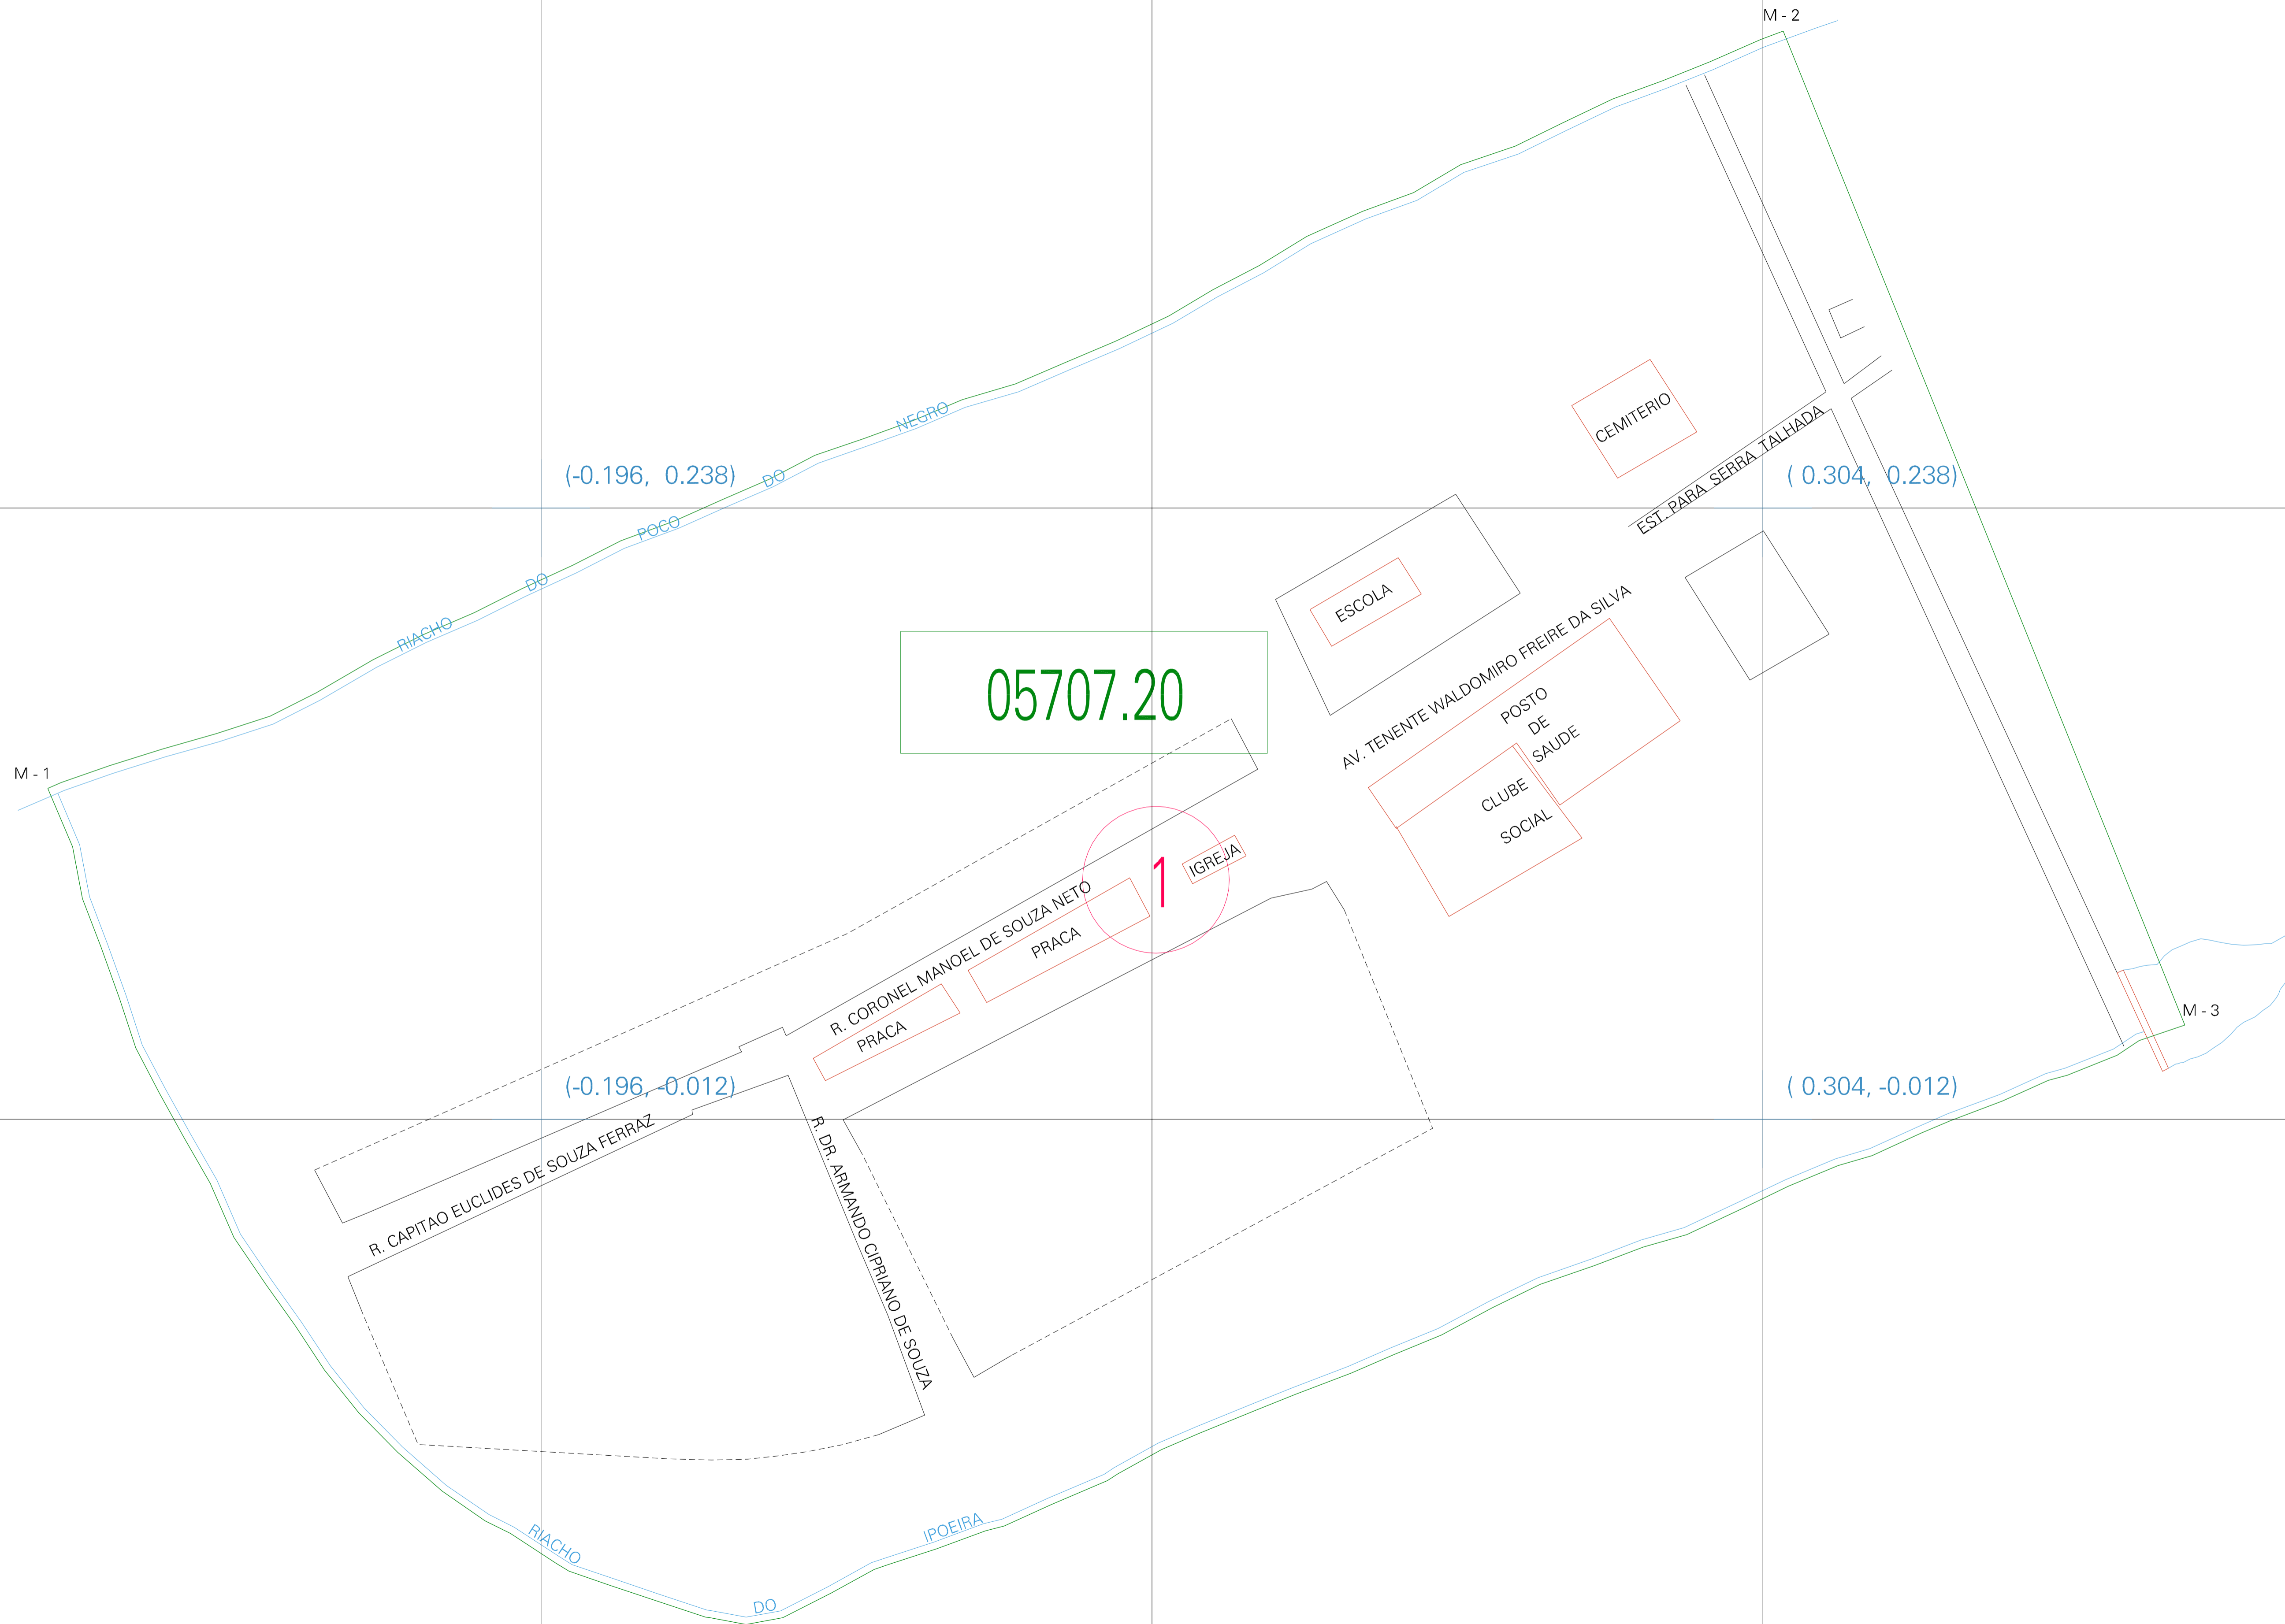 M - 2
NEGRO
CEMITERIO
EST. PARA SERRA TALHADA
DO
(-0.196, 0.238)
( 0.304, 0.238)
POCO
DO
RIACHO
ESCOLA
AV. TENENTE WALDOMIRO FREIRE DA SILVA
05707.20
POSTO
DE
SAUDE
M - 1
CLUBE
SOCIAL
IGREJA
1
R. CORONEL MANOEL DE SOUZA NETO
PRACA
PRACA
M - 3
(-0.196, -0.012)
( 0.304, -0.012)
R. CAPITAO EUCLIDES DE SOUZA FERRAZ
R. DR. ARMANDO CIPRIANO DE SOUZA
RIACHO
DO
IPOEIRA